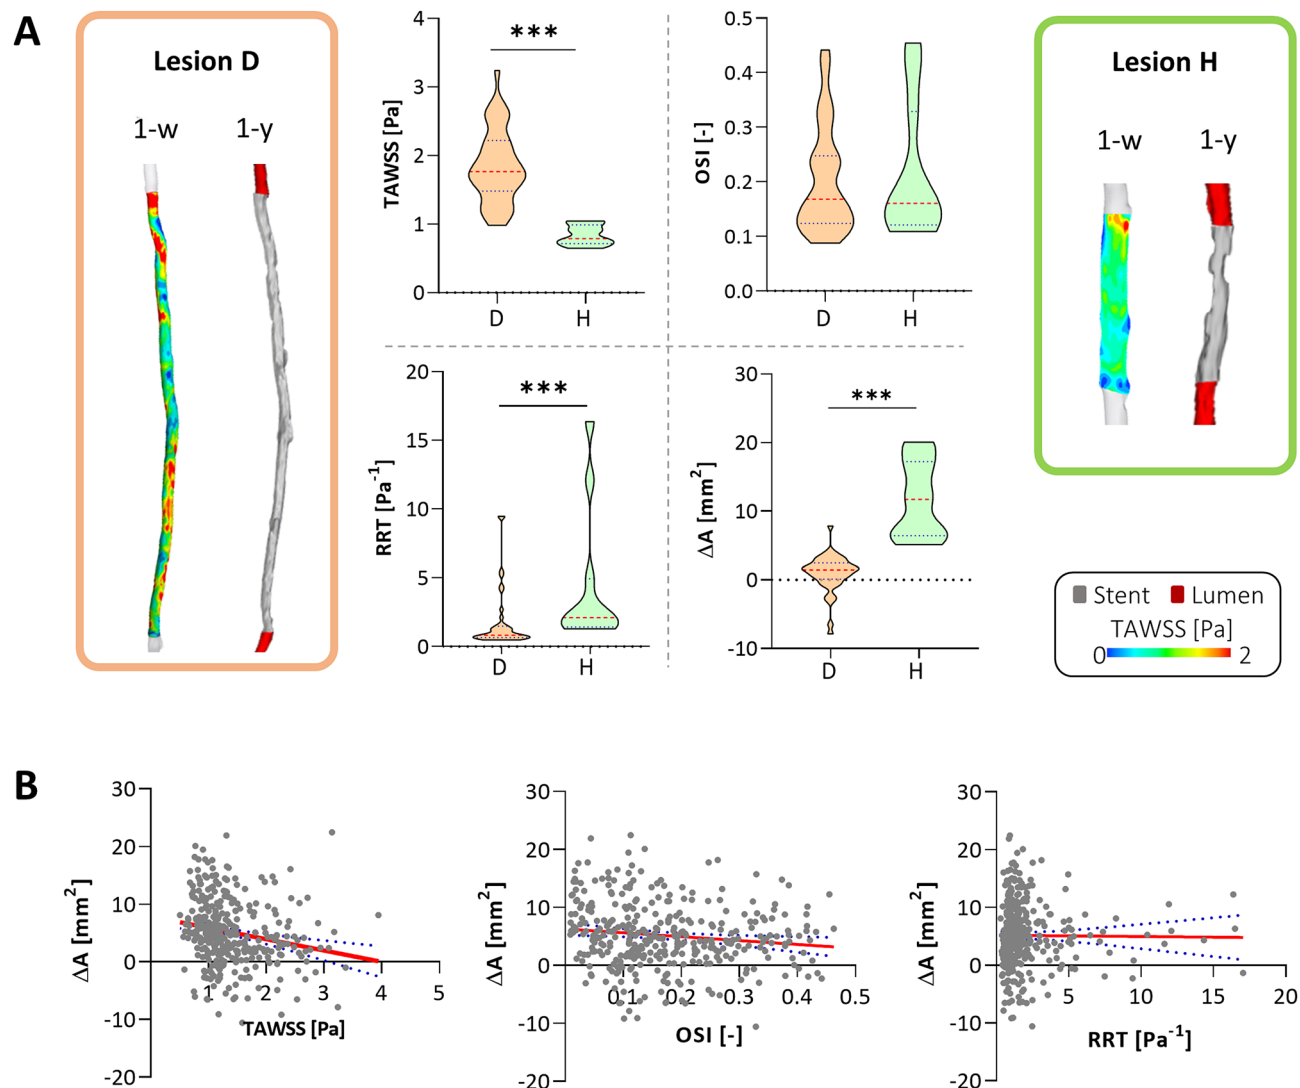 A
Lesion D
1-w 1-y
4
3
2
1
0
TAWSS [Pa]
***
D H
0.5
0.4
0.3
0.2
0.1
0.0
OSI [-]
D H
Lesion H
1-w 1-y
20
15
10
5
0
RRT [Pa-1]
***
D H
30
20
10
0
-10
ΔA [mm2]
***
D H
Stent Lumen
TAWSS [Pa]
0 2
B
30
20
10
0
-10
-20
ΔA [mm2]
1 2 3 4 5
TAWSS [Pa]
30
20
10
0
-10
-20
ΔA [mm2]
0.1 0.2 0.3 0.4 0.5
OSI [-]
30
20
10
0
-10
-20
ΔA [mm2]
5 10 15 20
RRT [Pa-1]